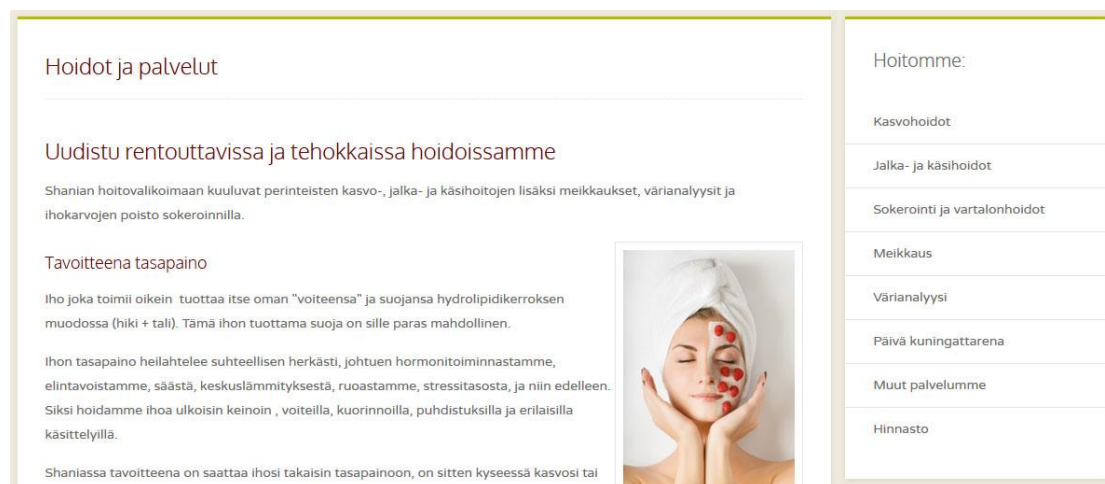 Hoidot ja palvelut
Uudistu rentouttavissa ja tehokkaissa hoidoissamme
Shanian hoitovalikoimaan kuuluvat perinteisten kasvo-, jalka- ja käsihoitojen lisäksi meikkaukset, värianalyysit ja
ihokarvojen poisto sokeroinnilla.
Tavoitteena tasapaino
Iho joka toimii oikein  tuottaa itse oman "voiteensa" ja suojansa hydrolipidikerroksen
muodossa (hiki + tali). Tämä ihon tuottama suoja on sille paras mahdollinen.
Ihon tasapaino heilahtelee suhteellisen herkästi, johtuen hormonitoiminnastamme,
elintavoistamme, säästä, keskuslämmityksestä, ruoastamme, stressitasosta, ja niin edelleen.
Siksi hoidamme ihoa ulkoisin keinoin , voiteilla, kuorinnoilla, puhdistuksilla ja erilaisilla
käsittelyillä.
Shaniassa tavoitteena on saattaa ihosi takaisin tasapainoon, on sitten kyseessä kasvosi tai
Hoitomme:
Kasvohoidot
Jalka- ja käsihoidot
Sokerointi ja vartalonhoidot
Meikkaus
Värianalyysi
Päivä kuningattarena
Muut palvelumme
Hinnasto